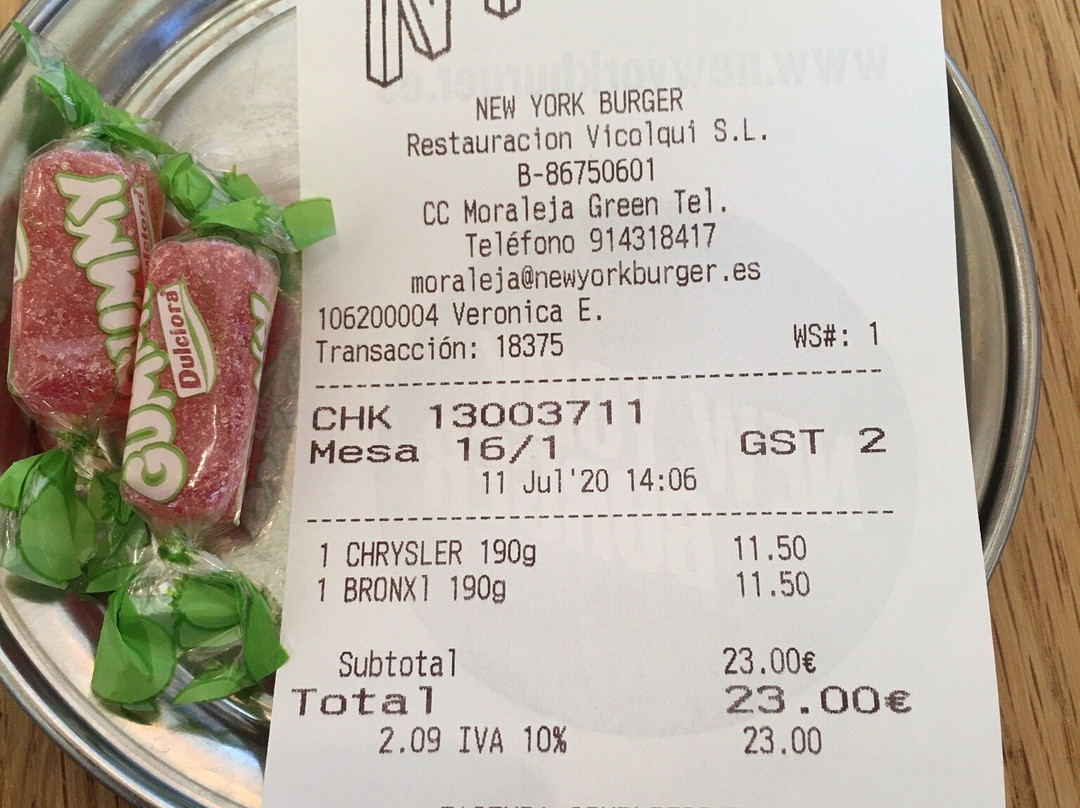 NEW YORK BURGER
Restauracion Vicolqui S.L.
B-86750601
CC Moraleja Green Tel.
Teléfono 914318417
moraleja@newyorkburger.es
106200004 Veronica E.
Transacción: 18375 WS#: 1
CHK 13003711
Mesa 16/1 GST 2
11 Jul'20 14:06
1 CHRYSLER 190g 11.50
1 BRONX1 190g 11.50
Subtotal 23.00€
Total 23.00€
2.09 IVA 10% 23.00
GUMMY
Dulciora
GUMMY
Dulciora